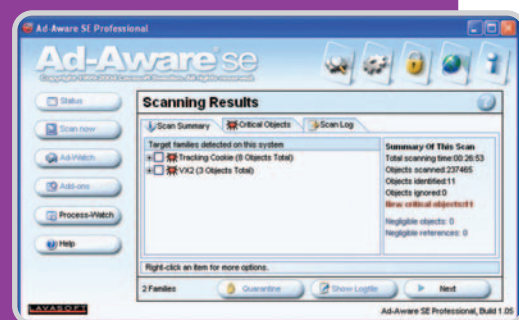 Ad-Aware SE Professional
Ad-Aware se
Status
Scan now
Ad-Watch
Add-ons
Process-Watch
Help
Scanning Results
Scan Summary
Critical Objects
Scan Log
Target families detected on this system
Tracking Cookie (8 Objects Total)
VX2 (3 Objects Total)
Summary Of This Scan
Total scanning time:00:26:53
Objects scanned:237465
Objects identified:11
Objects ignored:0
New critical objects:11
Negligible objects: 0
Negligible references: 0
Right-click an item for more options.
2 Families
Quarantine
Show Logfile
Next
LAVASOFT
Ad-Aware SE Professional, Build 1.05